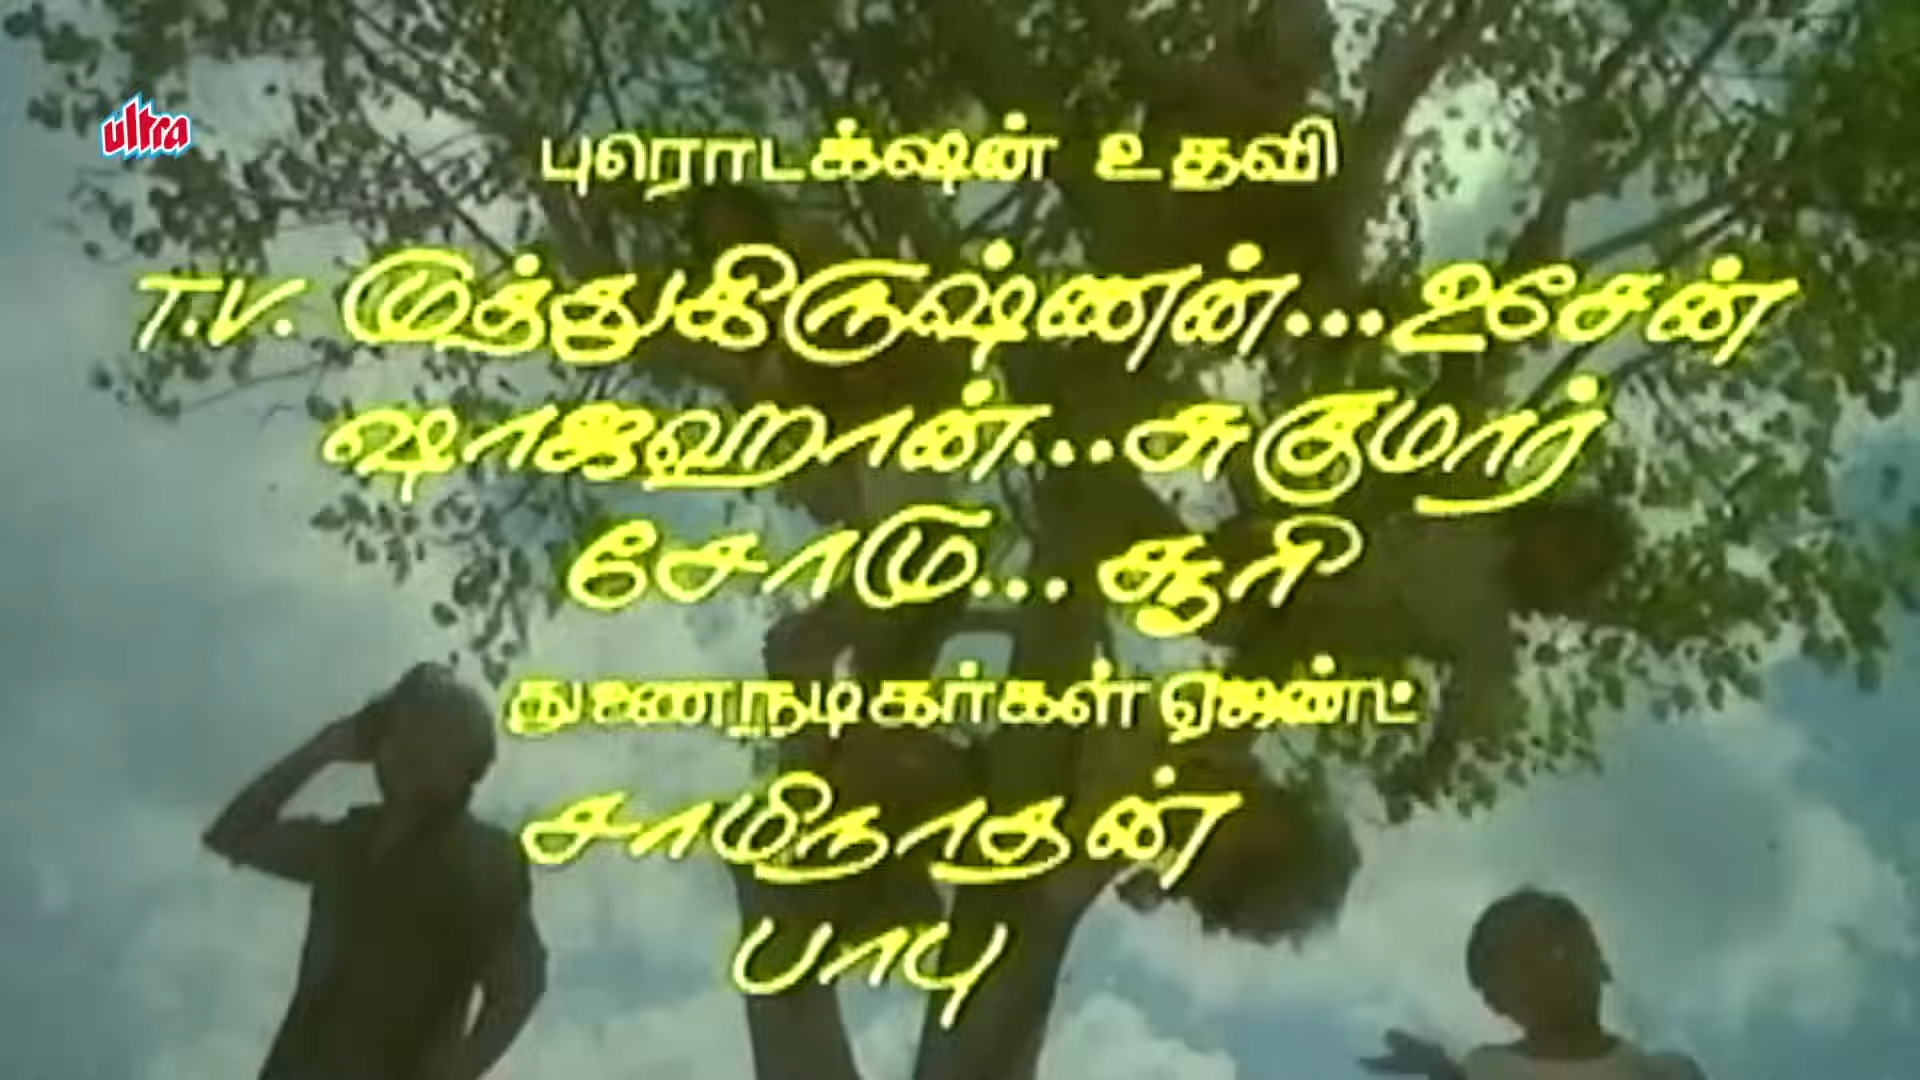 ultra
புரொடக்ஷன் உதவி
T.V. முத்துகிருஷ்ணன்...உசேன்
ஷாஜஹான்...சுகுமார்
சோமு... சூரி
துணைநடிகர்கள் ஏஜண்ட்
சாமிநாதன்
பாபு